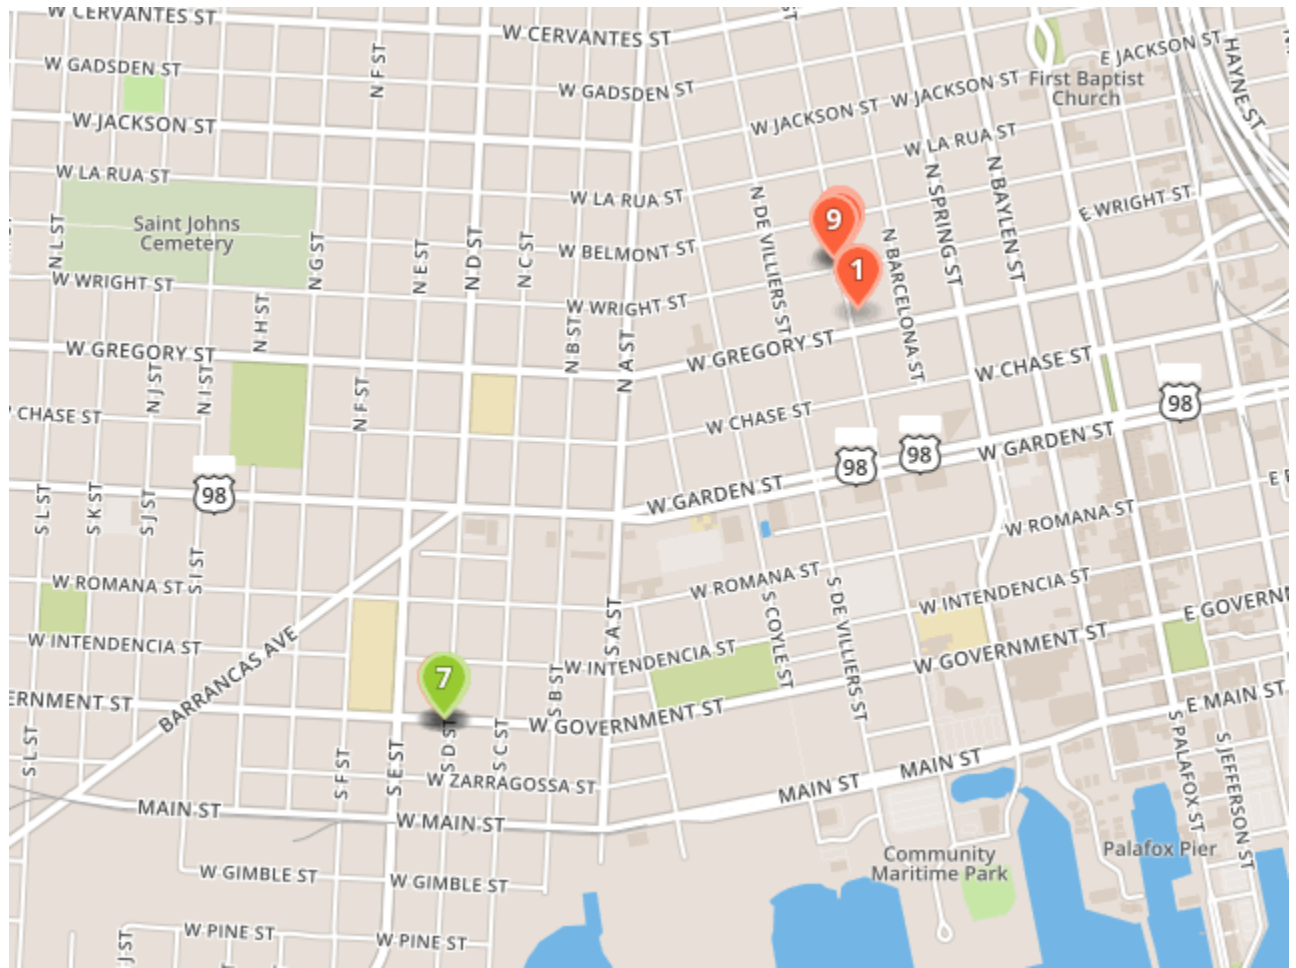 W CERVANTES ST
W CERVANTES ST
W GADSDEN ST
N F ST
W GADSDEN ST
E JACKSON ST
HAYNE ST
First Baptist
Church
W JACKSON ST
W JACKSON ST
W JACKSON ST
W LA RUA ST
W LA RUA ST
W LA RUA ST
N DE VILLIERS ST
N SPRING ST
N BAYLEN ST
E WRIGHT ST
Saint Johns
Cemetery
N L ST
N G ST
N E ST
N D ST
N C ST
W BELMONT ST
9
1
N BARCELONA ST
W WRIGHT ST
W WRIGHT ST
N H ST
N B ST
N A ST
W GREGORY ST
W GREGORY ST
N J ST
N I ST
N F ST
W CHASE ST
CHASE ST
W CHASE ST
98
98
98
98
W GARDEN ST
W GARDEN ST
S L ST
S K ST
S J ST
S I ST
W ROMANA ST
W ROMANA ST
W ROMANA ST
S A ST
S COYLE ST
S DE VILLIERS ST
W INTENDENCIA ST
W INTENDENCIA ST
W INTENDENCIA ST
E GOVERN
BARRANCAS AVE
7
S B ST
W GOVERNMENT ST
W GOVERNMENT ST
ERNMENT ST
E MAIN ST
S L ST
S F ST
S E ST
S D ST
S C ST
W ZARRAGOSSA ST
MAIN ST
MAIN ST
S PALAFOX ST
S JEFFERSON ST
MAIN ST
W MAIN ST
Community
Maritime Park
Palafox Pier
W GIMBLE ST
W GIMBLE ST
J ST
W PINE ST
W PINE ST